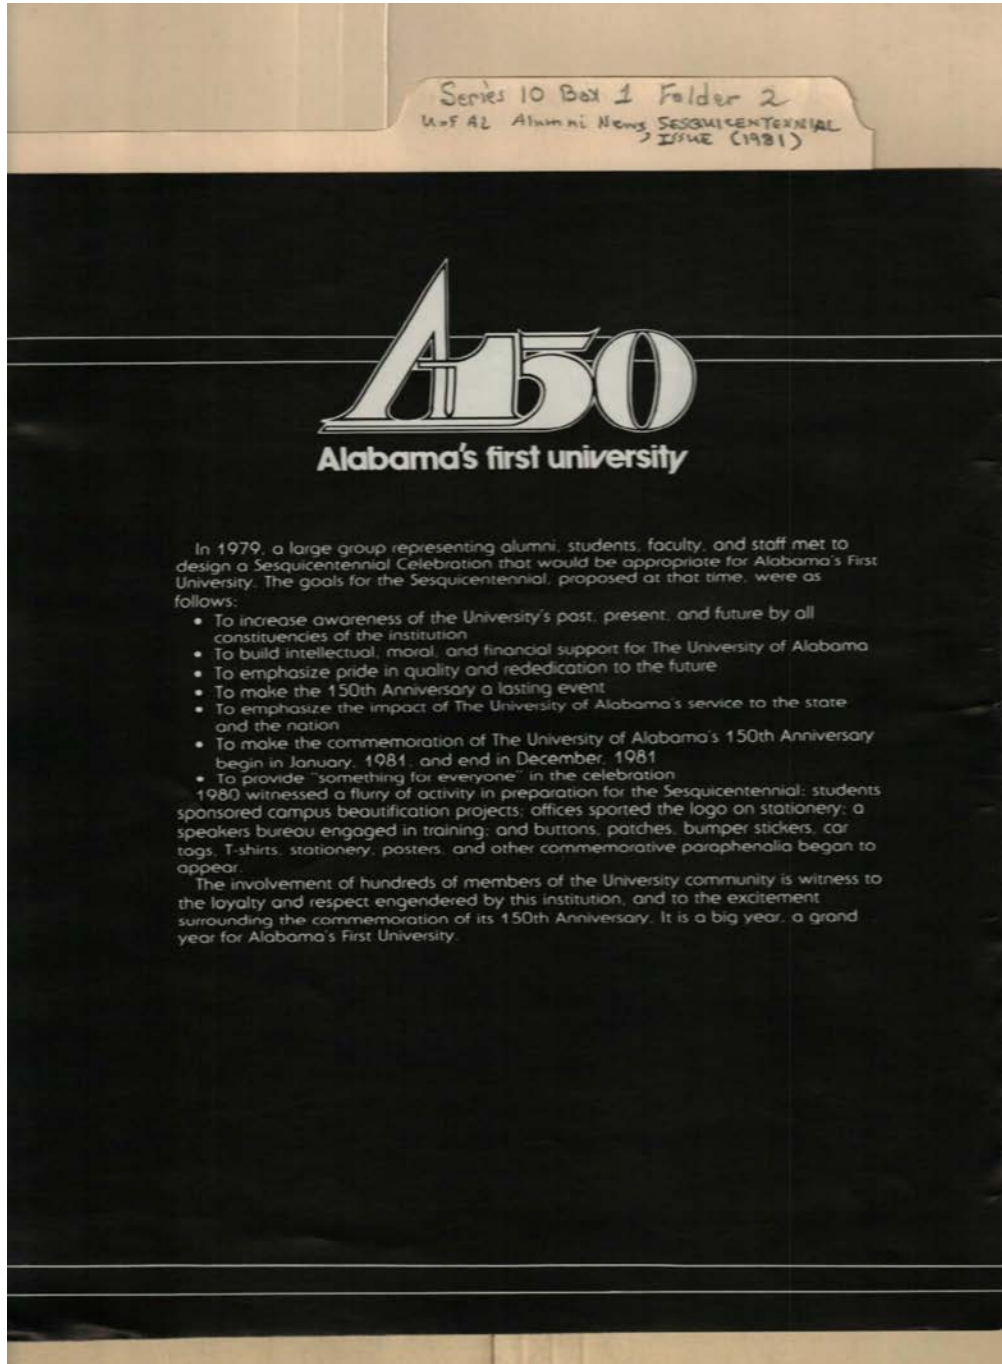 Series 10 Box 1 Folder 2
U of AL Alumni News, SESQUICENTENNIAL
ISSUE (1981)
A150
Alabama's first university
In 1979, a large group representing alumni, students, faculty, and staff met to
design a Sesquicentennial Celebration that would be appropriate for Alabama's First
University. The goals for the Sesquicentennial, proposed at that time, were as
follows:
• To increase awareness of the University's past, present, and future by all
constituencies of the institution
• To build intellectual, moral, and financial support for The University of Alabama
• To emphasize pride in quality and rededication to the future
• To make the 150th Anniversary a lasting event
• To emphasize the impact of The University of Alabama's service to the state
and the nation
• To make the commemoration of The University of Alabama's 150th Anniversary
begin in January, 1981, and end in December, 1981
• To provide "something for everyone" in the celebration
1980 witnessed a flurry of activity in preparation for the Sesquicentennial; students
sponsored campus beautification projects; offices sported the logo on stationery; a
speakers bureau engaged in training; and buttons, patches, bumper stickers, car
tags, T-shirts, stationery, posters, and other commemorative paraphenalia began to
appear.
The involvement of hundreds of members of the University community is witness to
the loyalty and respect engendered by this institution, and to the excitement
surrounding the commemoration of its 150th Anniversary. It is a big year, a grand
year for Alabama's First University.